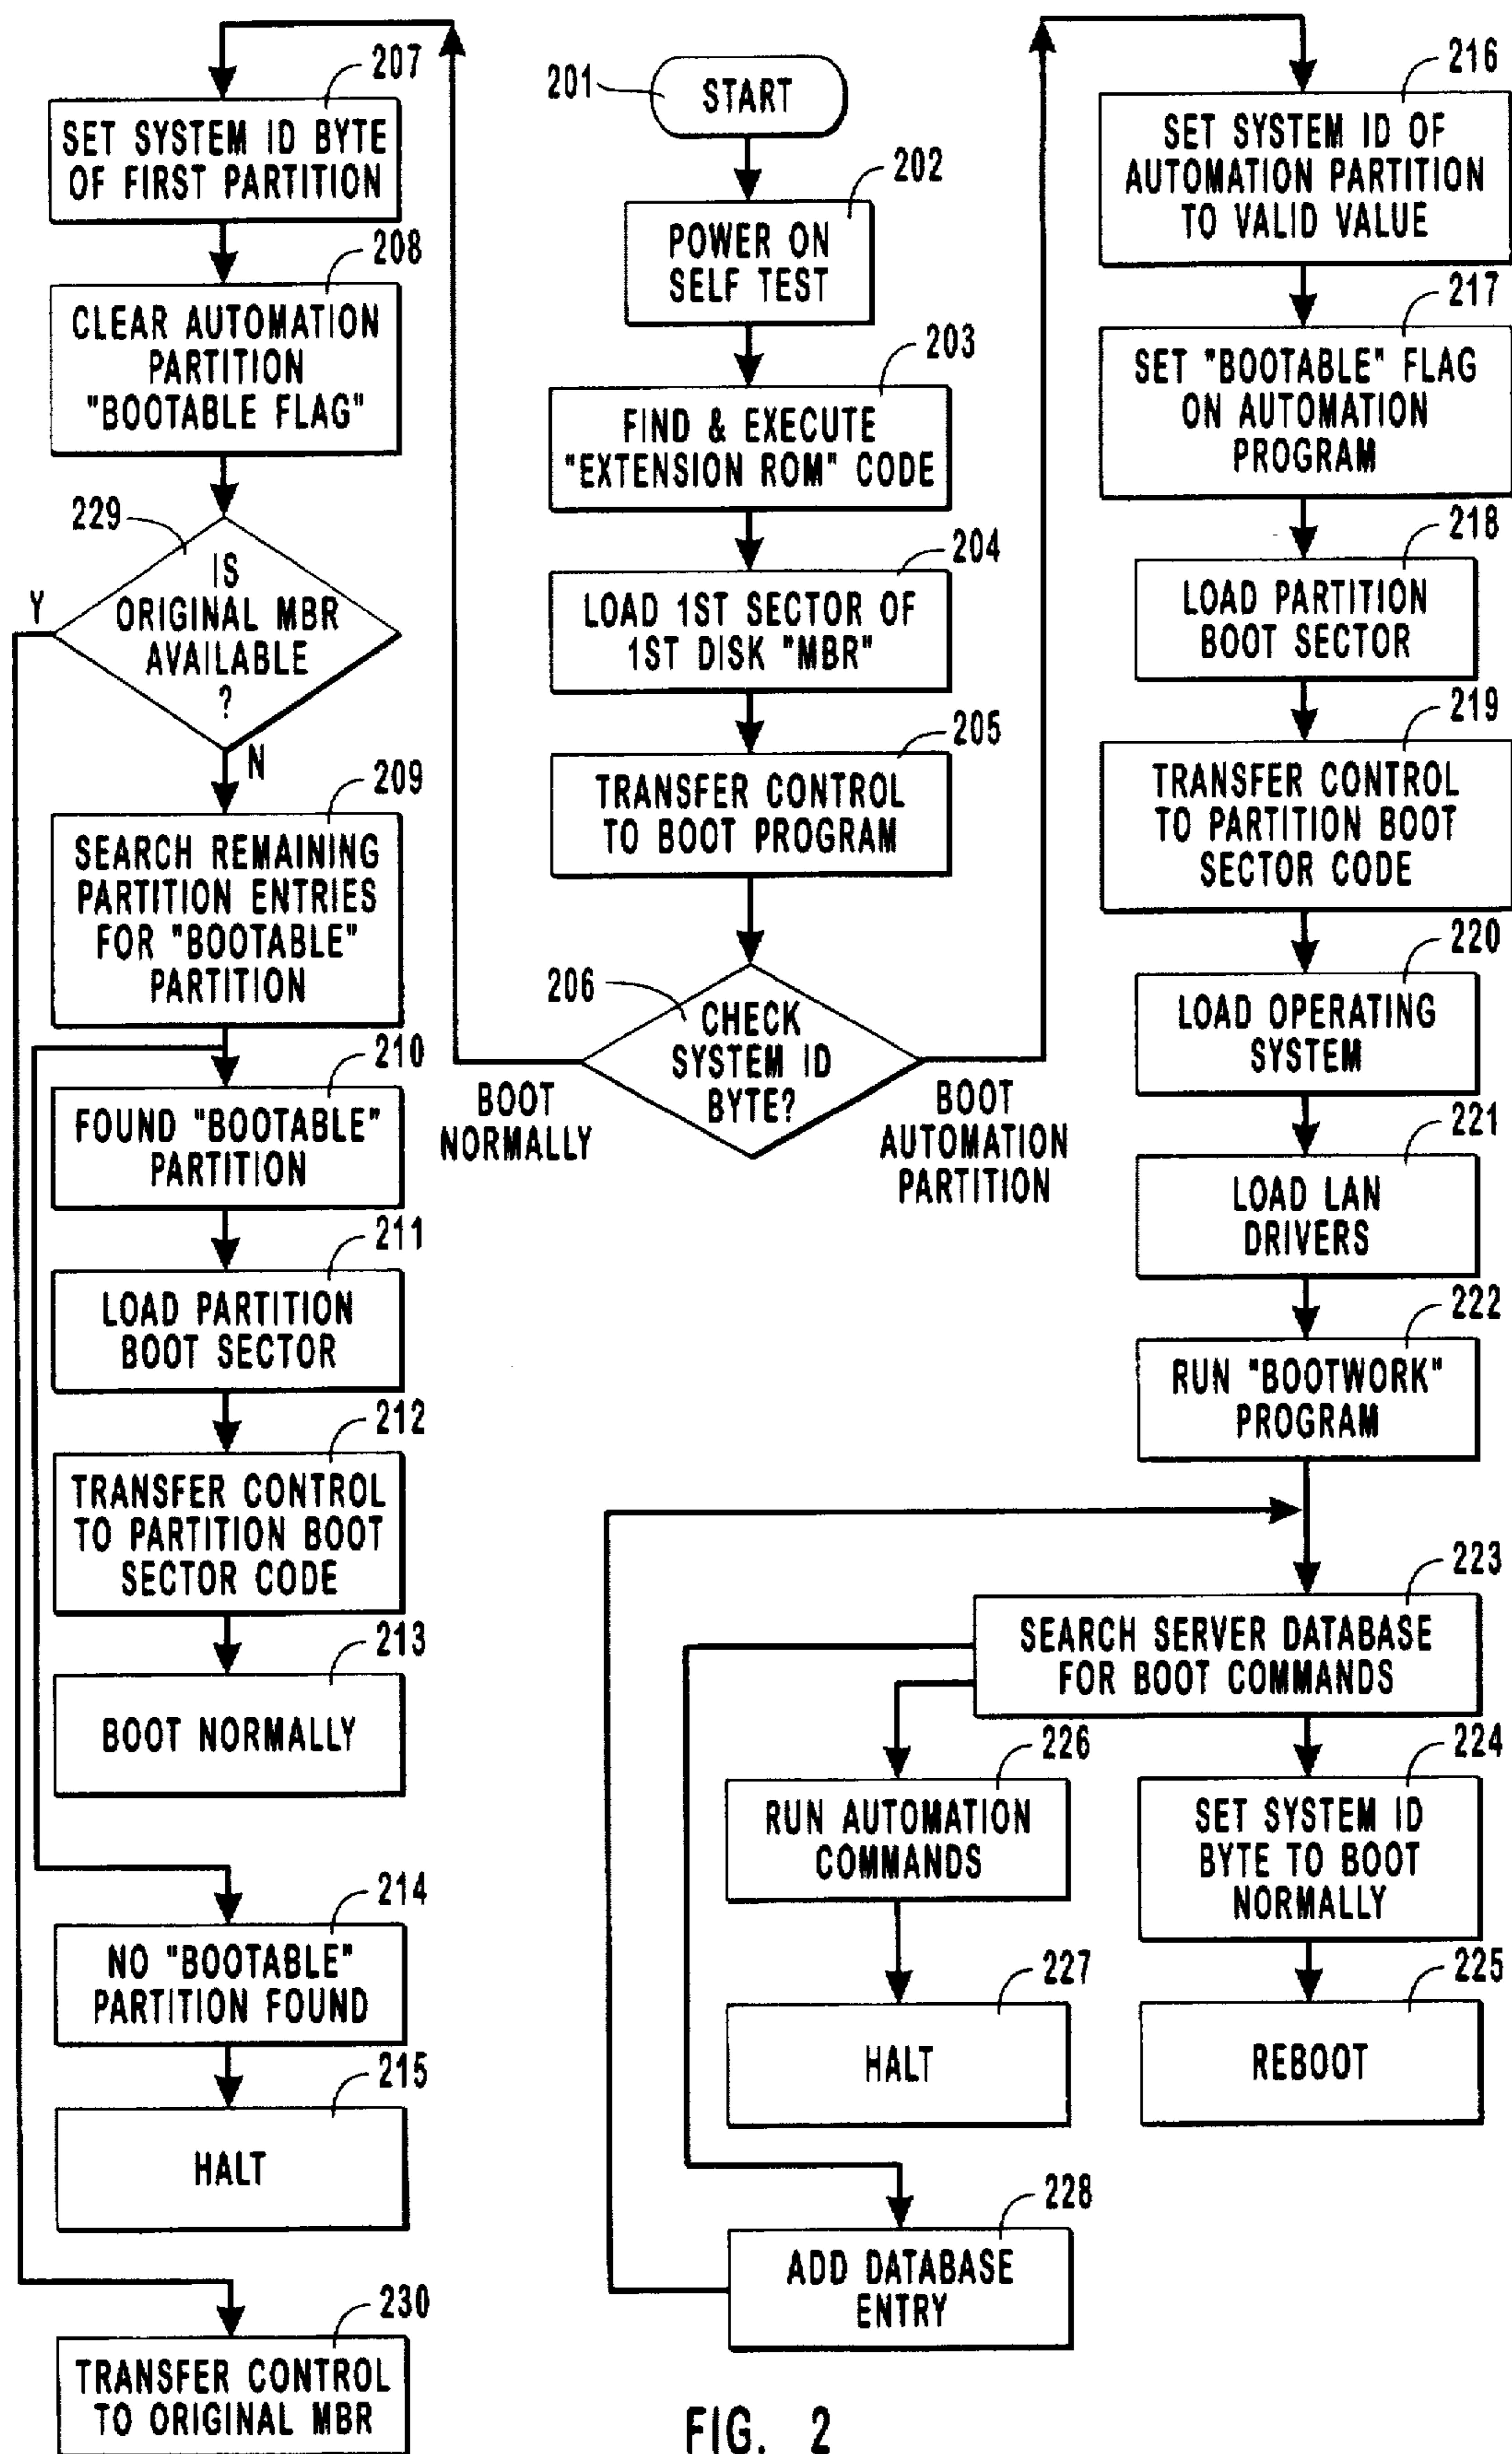 207
SET SYSTEM ID BYTE
OF FIRST PARTITION
208
CLEAR AUTOMATION
PARTITION
"BOOTABLE FLAG"
229
IS
ORIGINAL MBR
AVAILABLE
?
Y
N
209
SEARCH REMAINING
PARTITION ENTRIES
FOR "BOOTABLE"
PARTITION
210
FOUND "BOOTABLE"
PARTITION
211
LOAD PARTITION
BOOT SECTOR
212
TRANSFER CONTROL
TO PARTITION BOOT
SECTOR CODE
213
BOOT NORMALLY
214
NO "BOOTABLE"
PARTITION FOUND
215
HALT
230
TRANSFER CONTROL
TO ORIGINAL MBR
201
START
202
POWER ON
SELF TEST
203
FIND & EXECUTE
"EXTENSION ROM" CODE
204
LOAD 1ST SECTOR OF
1ST DISK "MBR"
205
TRANSFER CONTROL
TO BOOT PROGRAM
206
CHECK
SYSTEM ID
BYTE?
BOOT
NORMALLY
BOOT
AUTOMATION
PARTITION
216
SET SYSTEM ID OF
AUTOMATION PARTITION
TO VALID VALUE
217
SET "BOOTABLE" FLAG
ON AUTOMATION
PROGRAM
218
LOAD PARTITION
BOOT SECTOR
219
TRANSFER CONTROL
TO PARTITION BOOT
SECTOR CODE
220
LOAD OPERATING
SYSTEM
221
LOAD LAN
DRIVERS
222
RUN "BOOTWORK"
PROGRAM
223
SEARCH SERVER DATABASE
FOR BOOT COMMANDS
226
RUN AUTOMATION
COMMANDS
227
HALT
224
SET SYSTEM ID
BYTE TO BOOT
NORMALLY
225
REBOOT
228
ADD DATABASE
ENTRY
FIG. 2